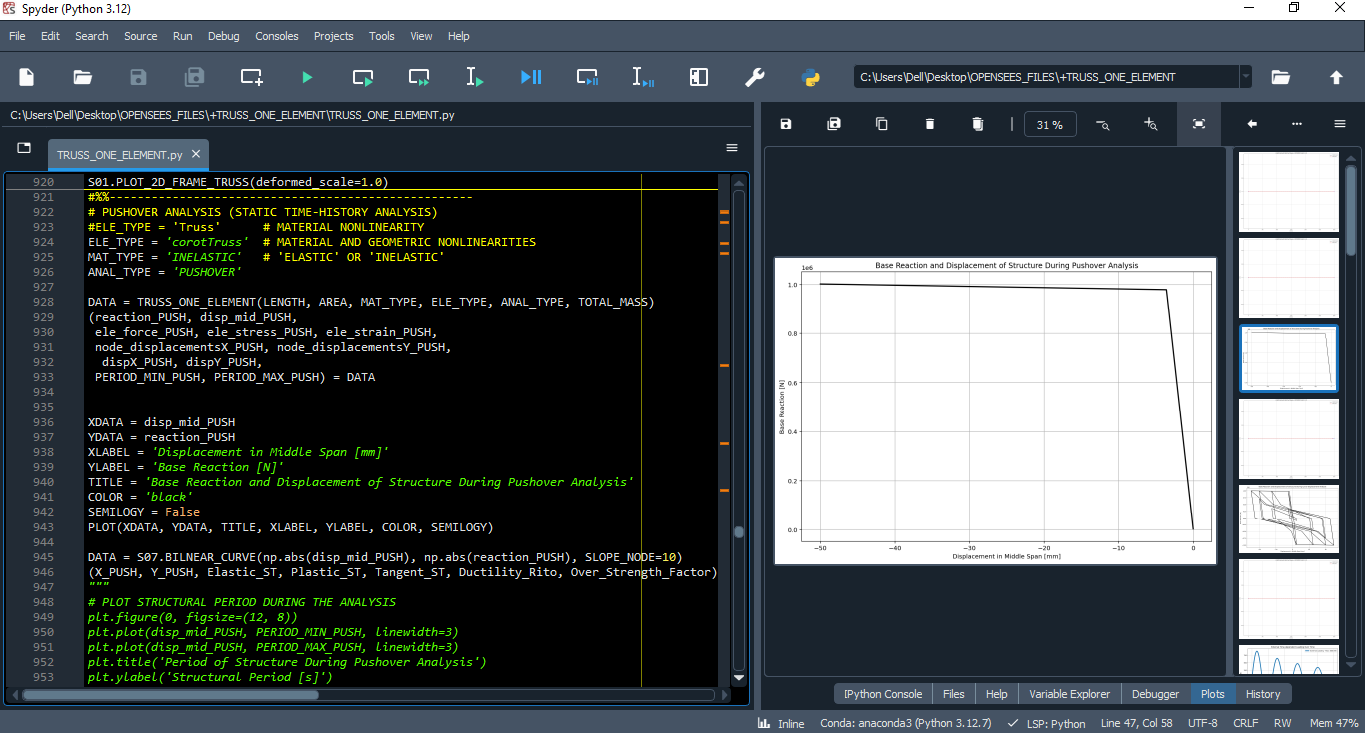 Spyder (Python 3.12)
File Edit Search Source Run Debug Consoles Projects Tools View Help
C:\Users\Dell\Desktop\OPENSEES_FILES\+TRUSS_ONE_ELEMENT
C:\Users\Dell\Desktop\OPENSEES_FILES\+TRUSS_ONE_ELEMENT\TRUSS_ONE_ELEMENT.py
TRUSS_ONE_ELEMENT.py
920 S01.PLOT_2D_FRAME_TRUSS(deformed_scale=1.0)
921 #%%-------------------------------------------------
922 # PUSHOVER ANALYSIS (STATIC TIME-HISTORY ANALYSIS)
923 #ELE_TYPE = 'Truss' # MATERIAL NONLINEARITY
924 ELE_TYPE = 'corotTruss' # MATERIAL AND GEOMETRIC NONLINEARITIES
925 MAT_TYPE = 'INELASTIC' # 'ELASTIC' OR 'INELASTIC'
926 ANAL_TYPE = 'PUSHOVER'
927
928 DATA = TRUSS_ONE_ELEMENT(LENGTH, AREA, MAT_TYPE, ELE_TYPE, ANAL_TYPE, TOTAL_MASS)
929 (reaction_PUSH, disp_mid_PUSH,
930 ele_force_PUSH, ele_stress_PUSH, ele_strain_PUSH,
931 node_displacementsX_PUSH, node_displacementsY_PUSH,
932 dispX_PUSH, dispY_PUSH,
933 PERIOD_MIN_PUSH, PERIOD_MAX_PUSH) = DATA
934
935
936 XDATA = disp_mid_PUSH
937 YDATA = reaction_PUSH
938 XLABEL = 'Displacement in Middle Span [mm]'
939 YLABEL = 'Base Reaction [N]'
940 TITLE = 'Base Reaction and Displacement of Structure During Pushover Analysis'
941 COLOR = 'black'
942 SEMILOGY = False
943 PLOT(XDATA, YDATA, TITLE, XLABEL, YLABEL, COLOR, SEMILOGY)
944
945 DATA = S07.BILNEAR_CURVE(np.abs(disp_mid_PUSH), np.abs(reaction_PUSH), SLOPE_NODE=10)
946 (X_PUSH, Y_PUSH, Elastic_ST, Plastic_ST, Tangent_ST, Ductility_Rito, Over_Strength_Factor)
947 """
948 # PLOT STRUCTURAL PERIOD DURING THE ANALYSIS
949 plt.figure(0, figsize=(12, 8))
950 plt.plot(disp_mid_PUSH, PERIOD_MIN_PUSH, linewidth=3)
951 plt.plot(disp_mid_PUSH, PERIOD_MAX_PUSH, linewidth=3)
952 plt.title('Period of Structure During Pushover Analysis')
953 plt.ylabel('Structural Period [s]')
31 %
Base Reaction and Displacement of Structure During Pushover Analysis
1e6
1.0
0.8
0.6
0.4
0.2
0.0
Base Reaction [N]
−50 −40 −30 −20 −10 0
Displacement in Middle Span [mm]
IPython Console Files Help Variable Explorer Debugger Plots History
Inline Conda: anaconda3 (Python 3.12.7) LSP: Python Line 47, Col 58 UTF-8 CRLF RW Mem 47%